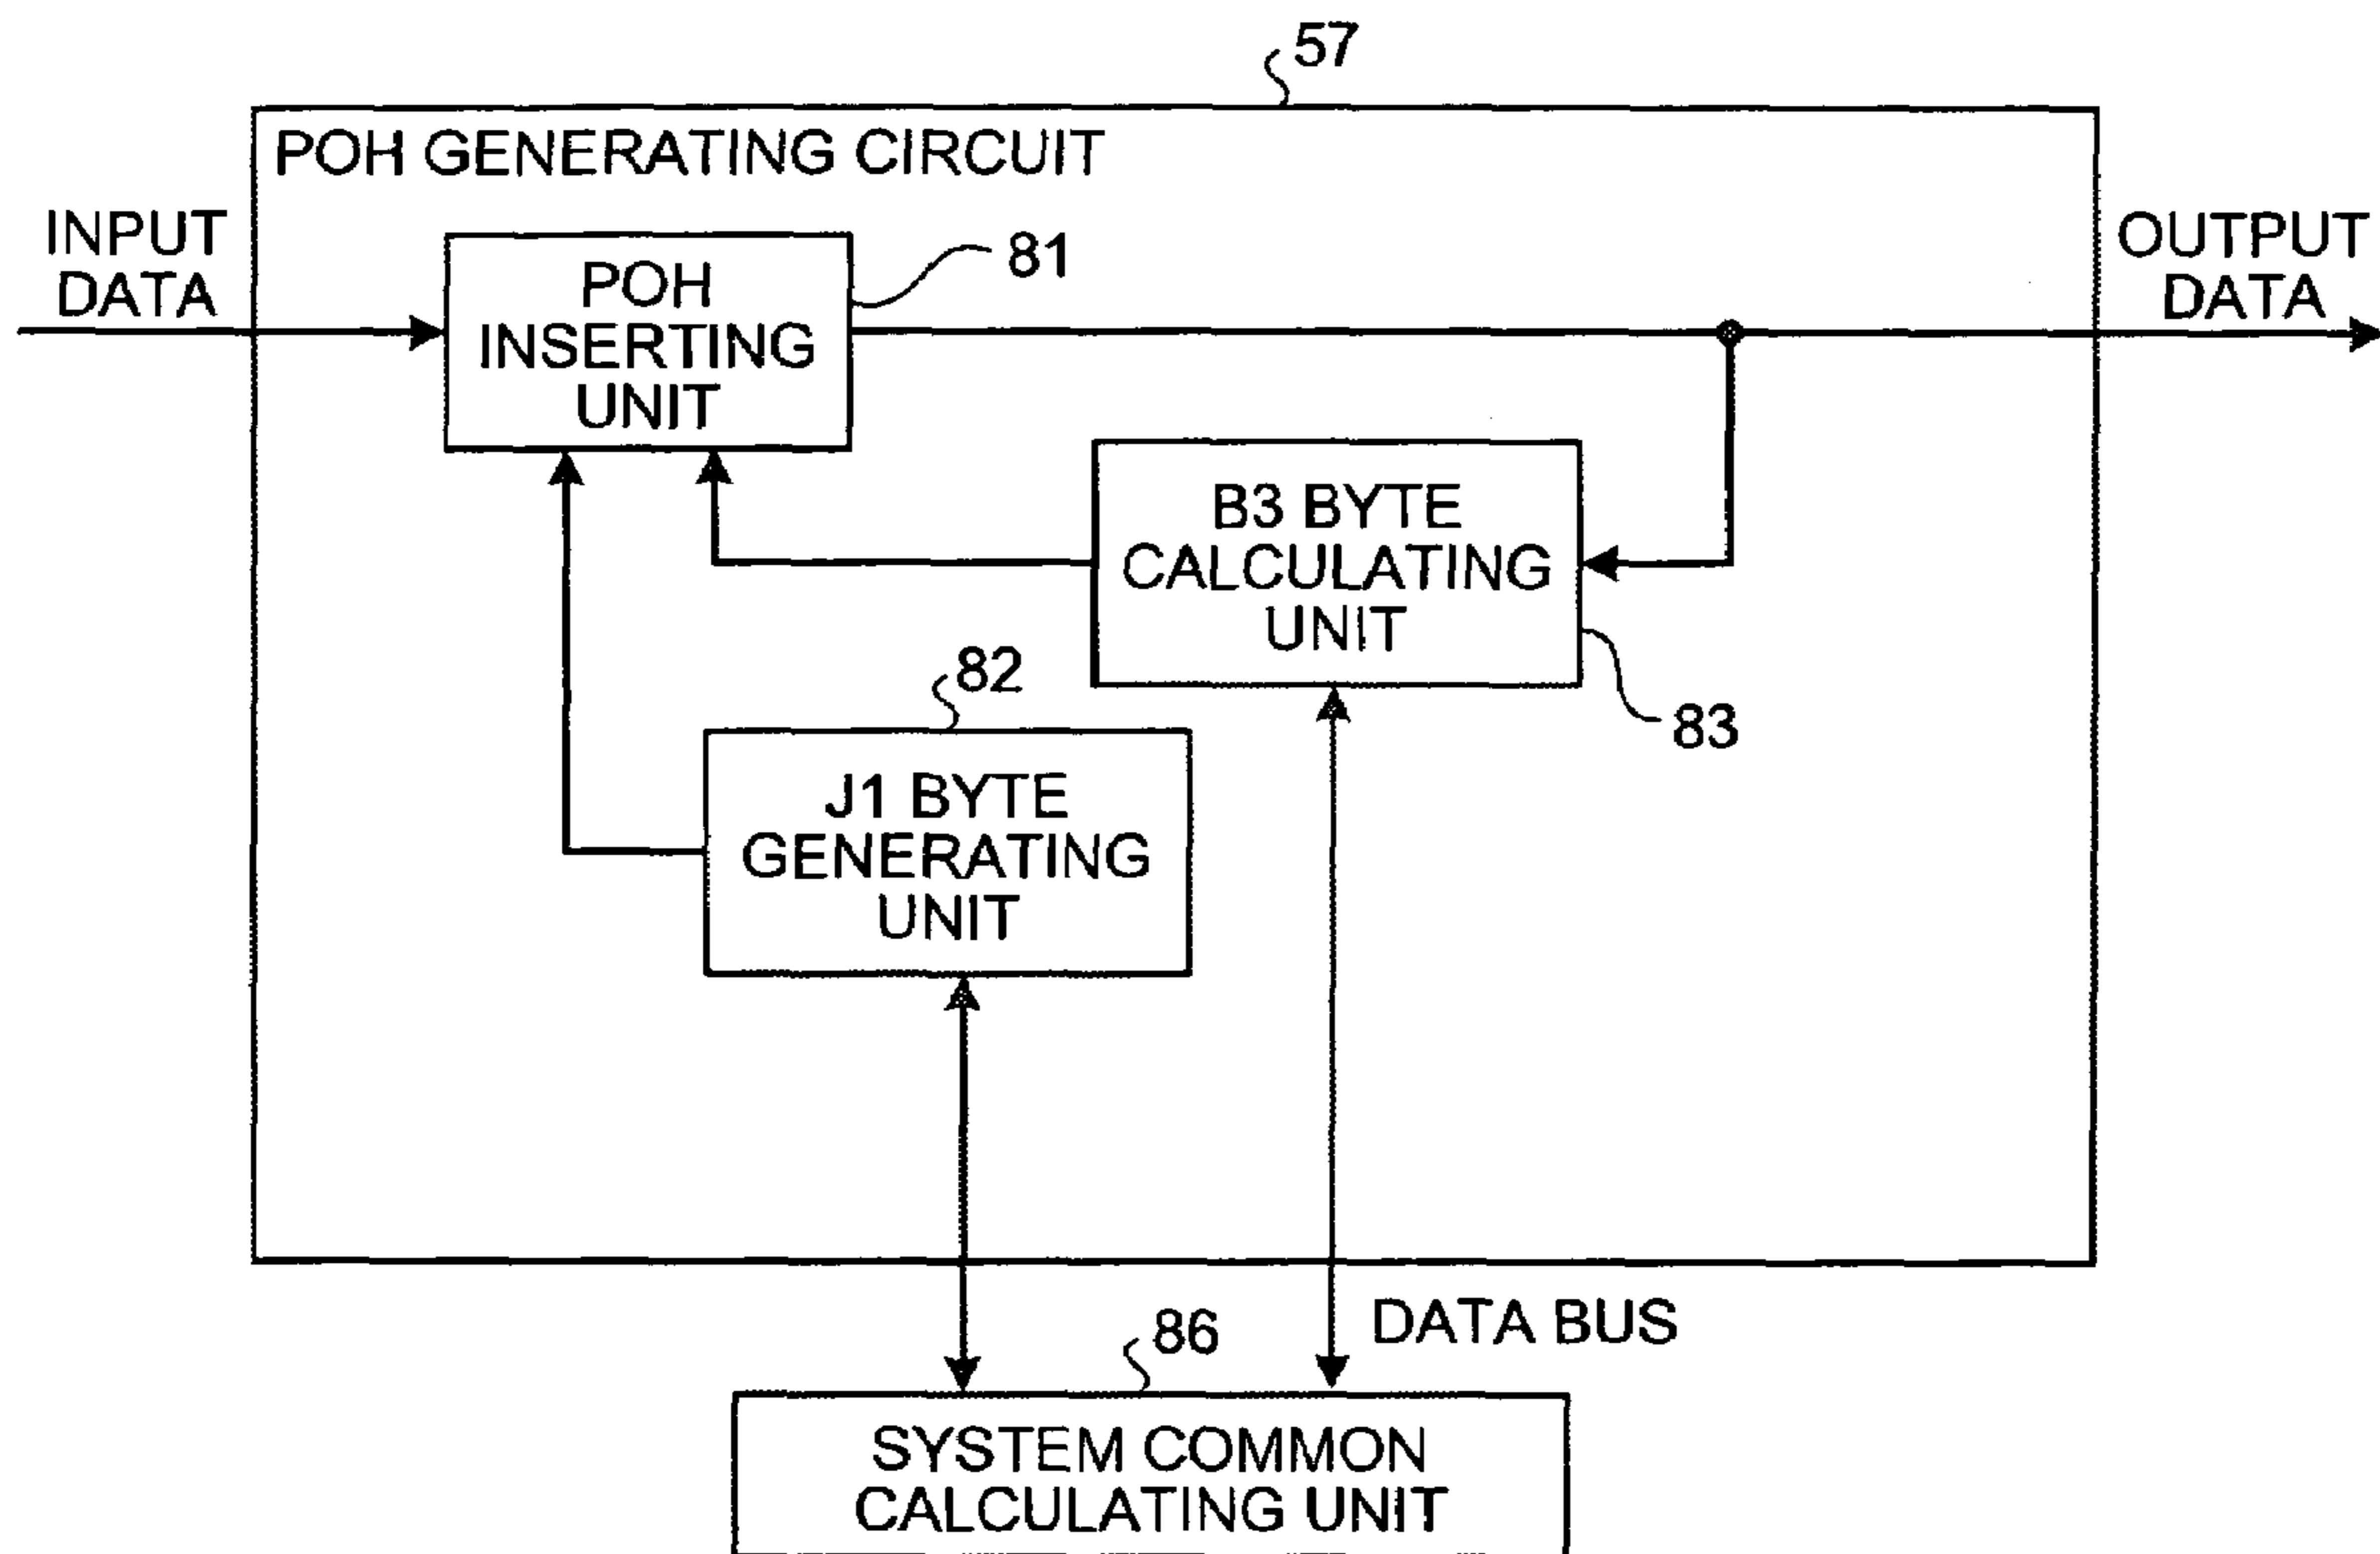 57
POH GENERATING CIRCUIT
INPUT
DATA
OUTPUT
DATA
POH
INSERTING
UNIT
81
B3 BYTE
CALCULATING
UNIT
83
82
J1 BYTE
GENERATING
UNIT
DATA BUS
86
SYSTEM COMMON
CALCULATING UNIT